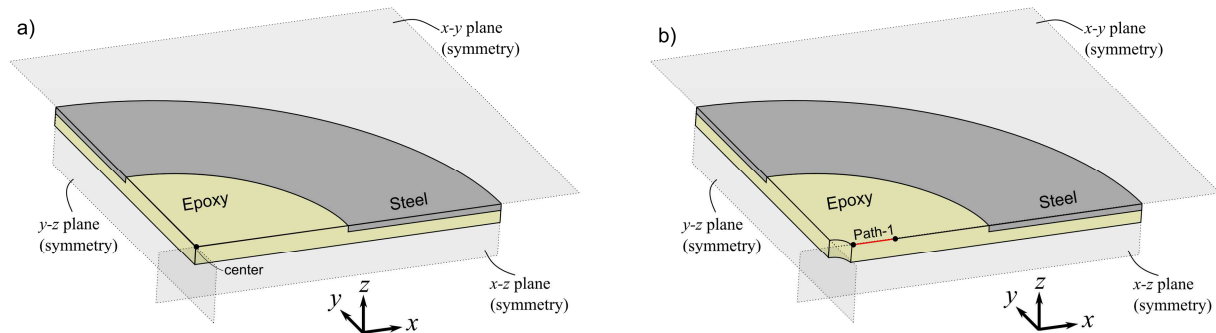 a)
x-y plane
(symmetry)
Epoxy
Steel
y-z plane
(symmetry)
center
x-z plane
(symmetry)
z
y
x
b)
x-y plane
(symmetry)
Epoxy
Steel
Path-1
y-z plane
(symmetry)
x-z plane
(symmetry)
z
y
x